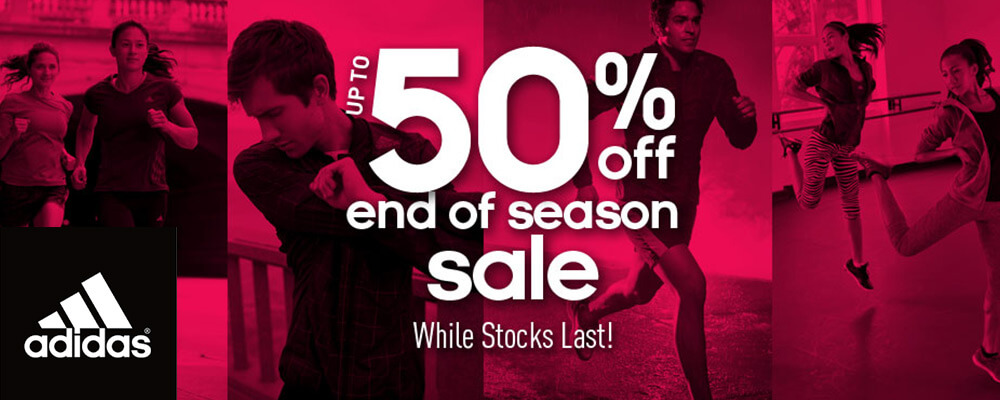 UP TO
50%
off
end of season
sale
While Stocks Last!
adidas®